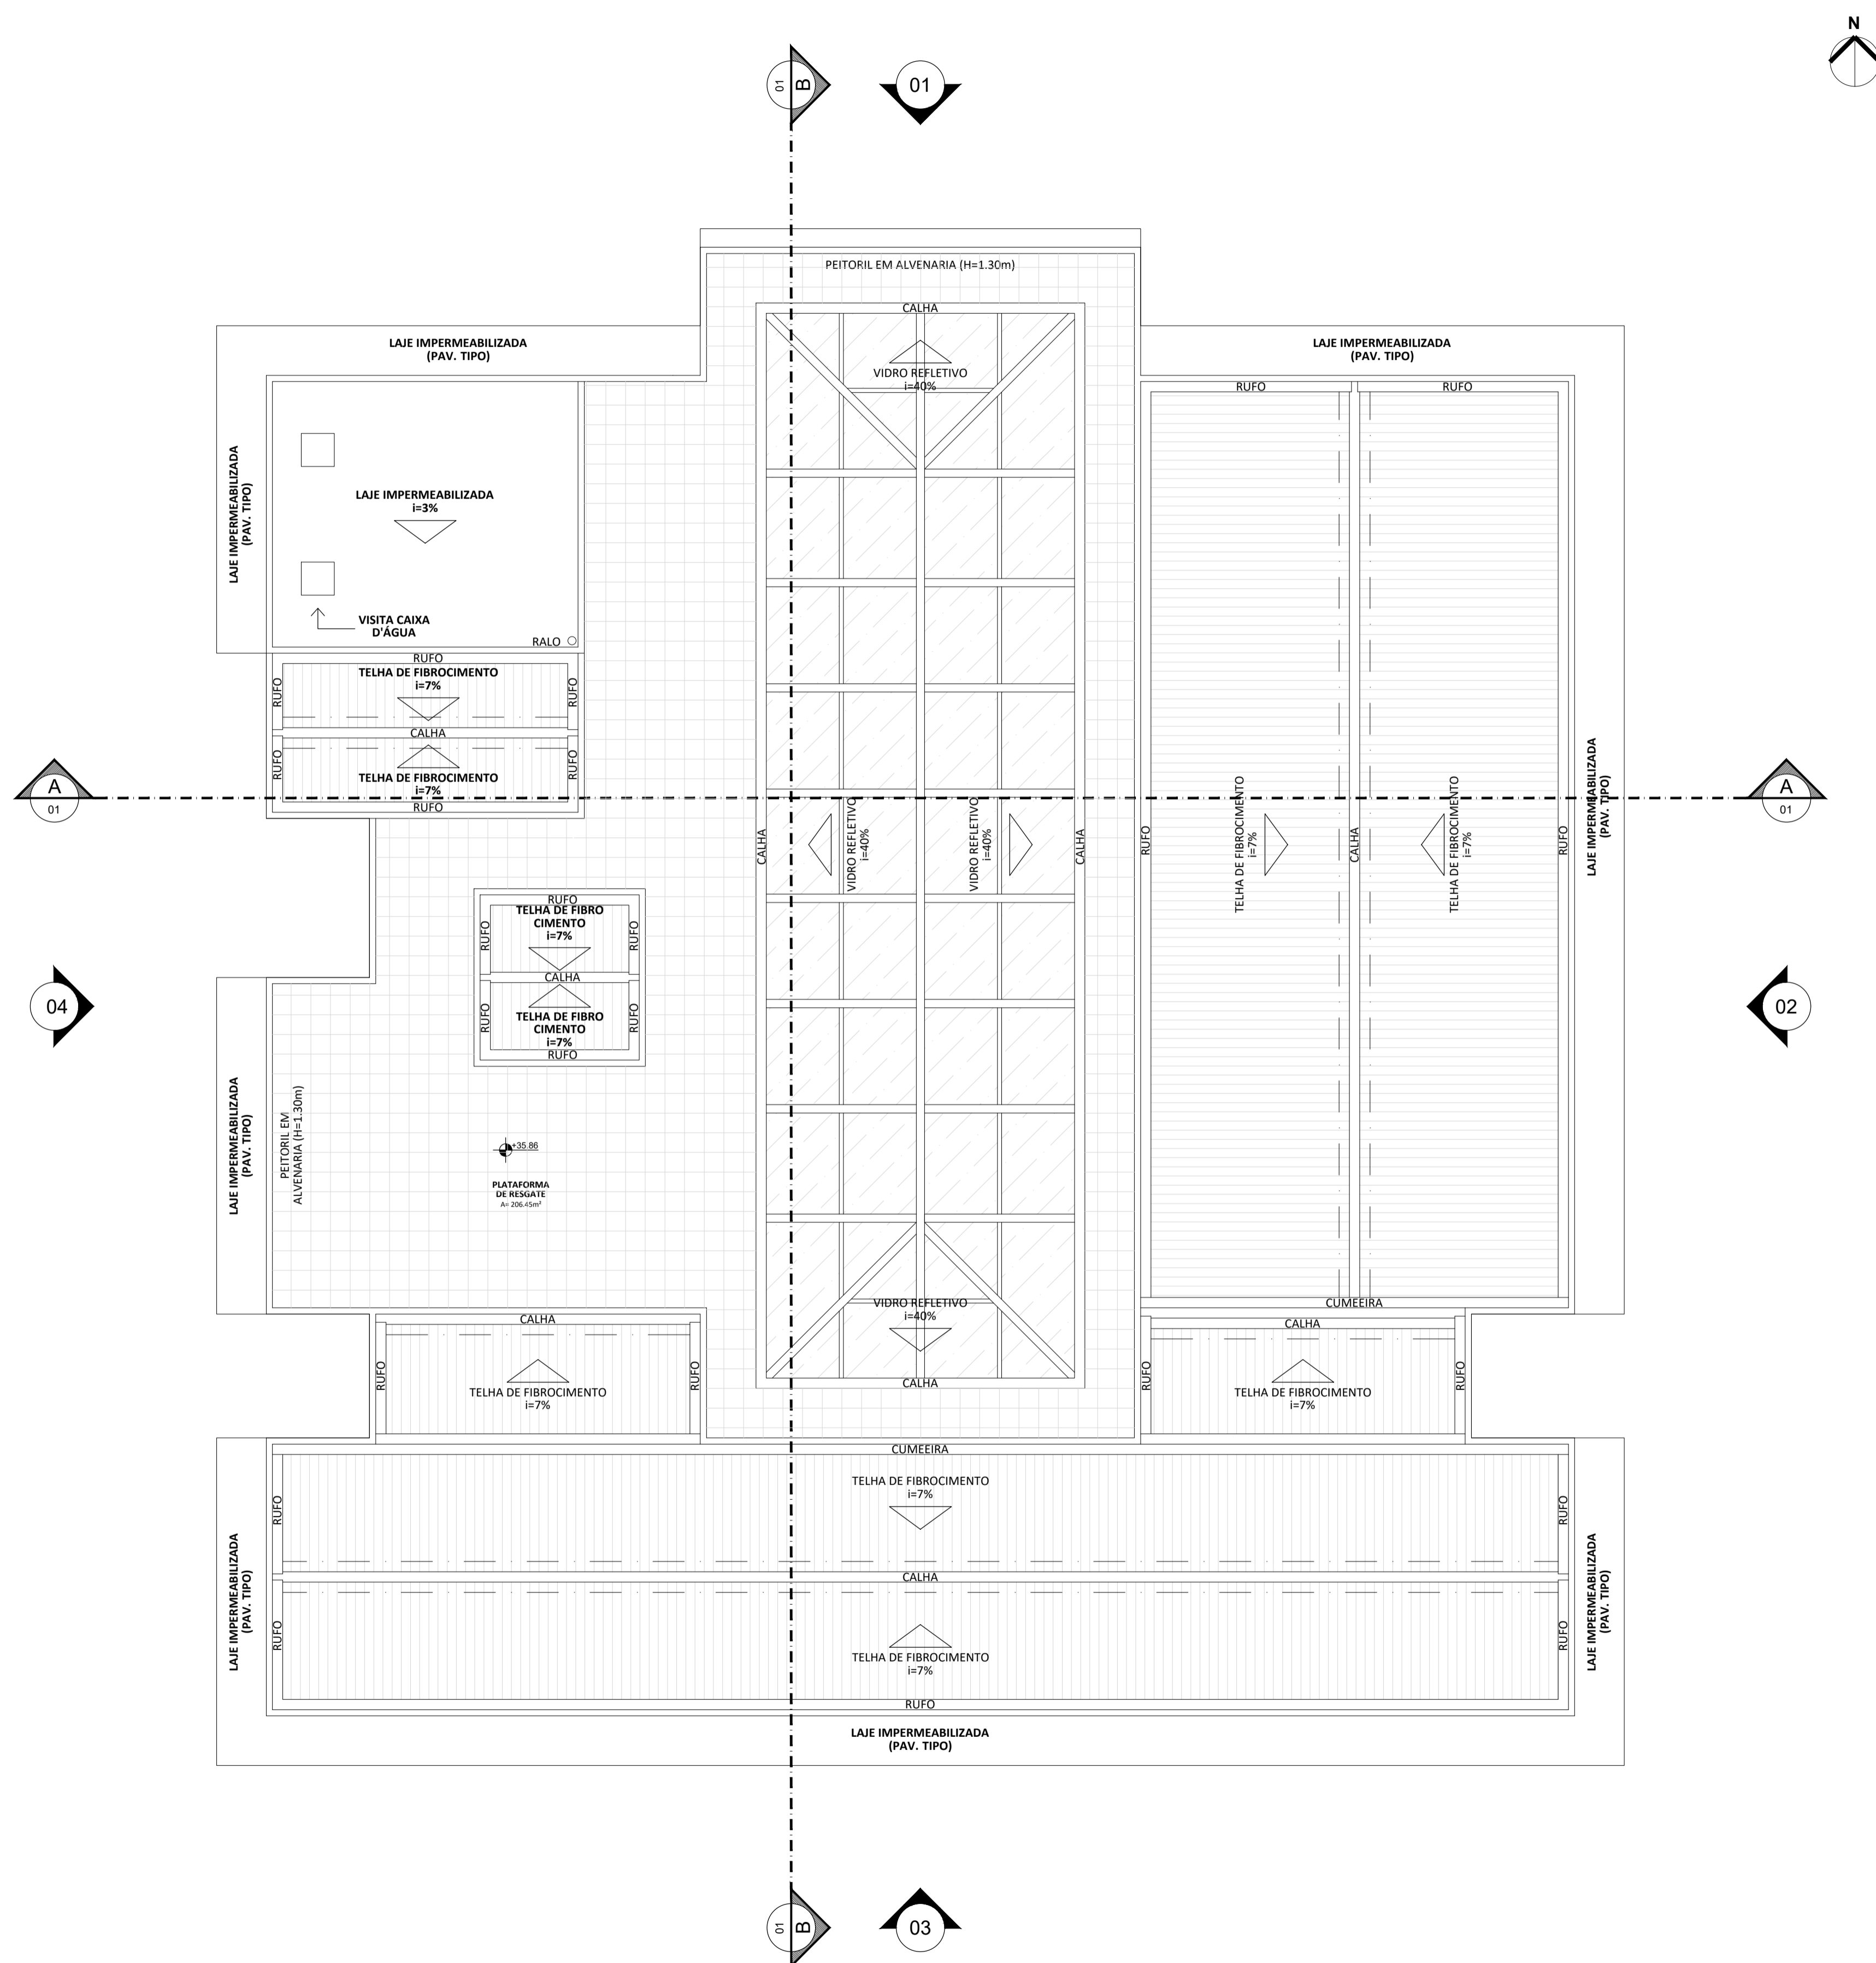 N
01
B
01
PEITORIL EM ALVENARIA (H=1.30m)
CALHA
LAJE IMPERMEABILIZADA
(PAV. TIPO)
LAJE IMPERMEABILIZADA
(PAV. TIPO)
VIDRO REFLETIVO
i=40%
RUFO
RUFO
LAJE IMPERMEABILIZADA
(PAV. TIPO)
LAJE IMPERMEABILIZADA
i=3%
VISITA CAIXA
D'ÁGUA
RALO
RUFO
TELHA DE FIBROCIMENTO
i=7%
RUFO
RUFO
CALHA
RUFO
RUFO
TELHA DE FIBROCIMENTO
i=7%
RUFO
A
01
A
01
CALHA
VIDRO REFLETIVO
i=40%
VIDRO REFLETIVO
i=40%
CALHA
RUFO
TELHA DE FIBROCIMENTO
i=7%
CALHA
TELHA DE FIBROCIMENTO
i=7%
RUFO
LAJE IMPERMEABILIZADA
(PAV. TIPO)
RUFO
TELHA DE FIBRO
CIMENTO
i=7%
RUFO
RUFO
CALHA
RUFO
RUFO
TELHA DE FIBRO
CIMENTO
i=7%
RUFO
04
02
LAJE IMPERMEABILIZADA
(PAV. TIPO)
PEITORIL EM
ALVENARIA (H=1.30m)
+35.86
PLATAFORMA
DE RESGATE
A= 206.45m²
VIDRO REFLETIVO
i=40%
CUMEEIRA
CALHA
CALHA
RUFO
TELHA DE FIBROCIMENTO
i=7%
RUFO
CALHA
RUFO
TELHA DE FIBROCIMENTO
i=7%
RUFO
CUMEEIRA
TELHA DE FIBROCIMENTO
i=7%
RUFO
RUFO
CALHA
LAJE IMPERMEABILIZADA
(PAV. TIPO)
LAJE IMPERMEABILIZADA
(PAV. TIPO)
RUFO
RUFO
TELHA DE FIBROCIMENTO
i=7%
RUFO
LAJE IMPERMEABILIZADA
(PAV. TIPO)
01
B
03